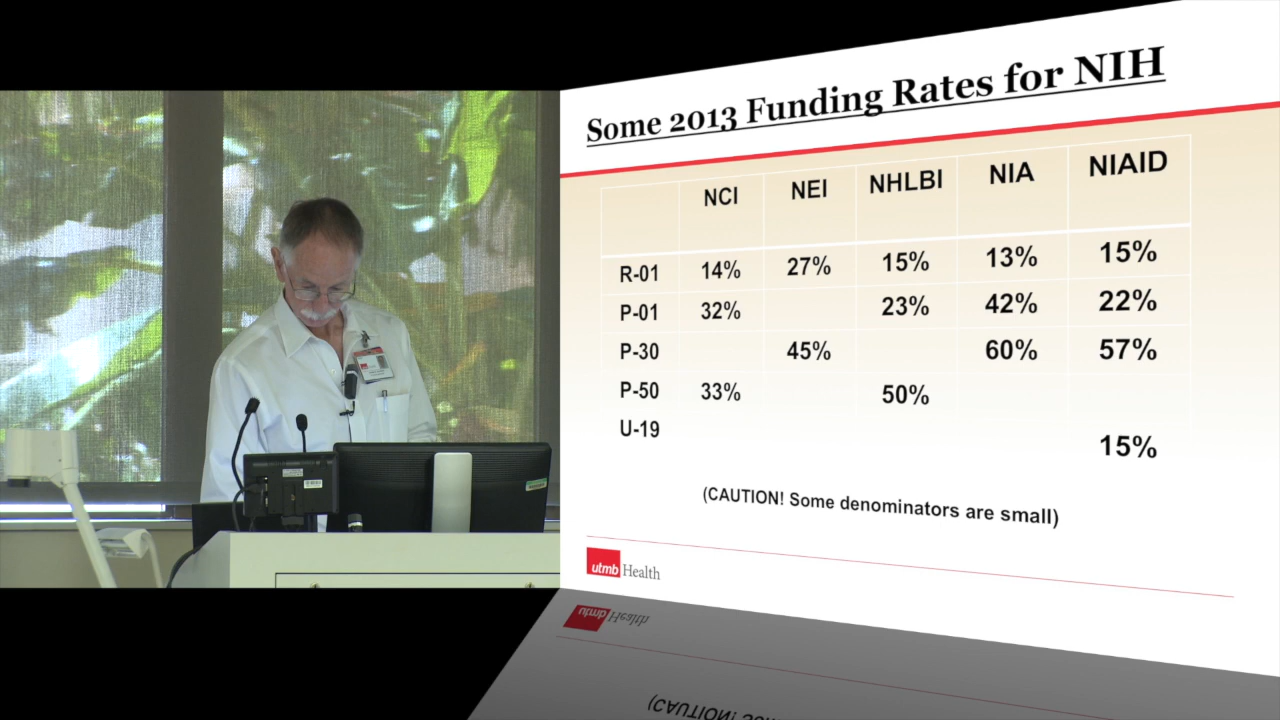 Some 2013 Funding Rates for NIH
NCI NEI NHLBI NIA NIAID
R-01 14% 27% 15% 13% 15%
P-01 32% 23% 42% 22%
P-30 45% 60% 57%
P-50 33% 50%
U-19 15%
(CAUTION! Some denominators are small)
utmb Health
utmb Health